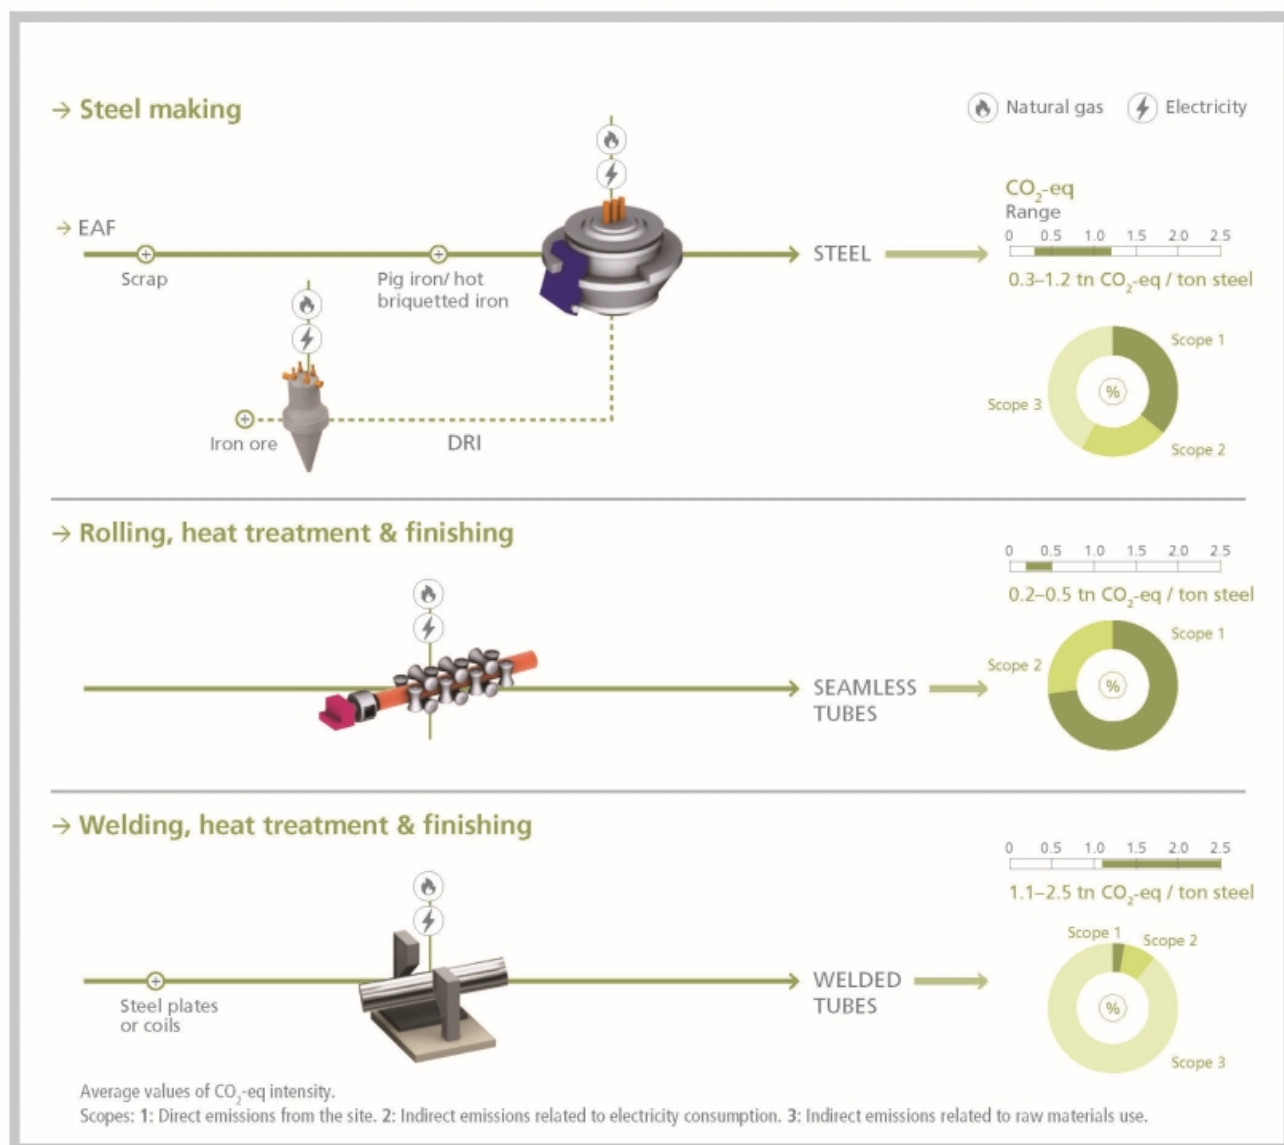 → Steel making
Natural gas
Electricity
CO₂-eq
Range
0 0.5 1.0 1.5 2.0 2.5
0.3–1.2 tn CO₂-eq / ton steel
→ EAF
Scrap
Pig iron/ hot
briquetted iron
STEEL
Iron ore
DRI
Scope 1
Scope 3
%
Scope 2
→ Rolling, heat treatment & finishing
0 0.5 1.0 1.5 2.0 2.5
0.2–0.5 tn CO₂-eq / ton steel
Scope 1
Scope 2
%
SEAMLESS
TUBES
→ Welding, heat treatment & finishing
0 0.5 1.0 1.5 2.0 2.5
1.1–2.5 tn CO₂-eq / ton steel
Scope 1
Scope 2
%
Scope 3
Steel plates
or coils
WELDED
TUBES
Average values of CO₂-eq intensity.
Scopes: 1: Direct emissions from the site. 2: Indirect emissions related to electricity consumption. 3: Indirect emissions related to raw materials use.